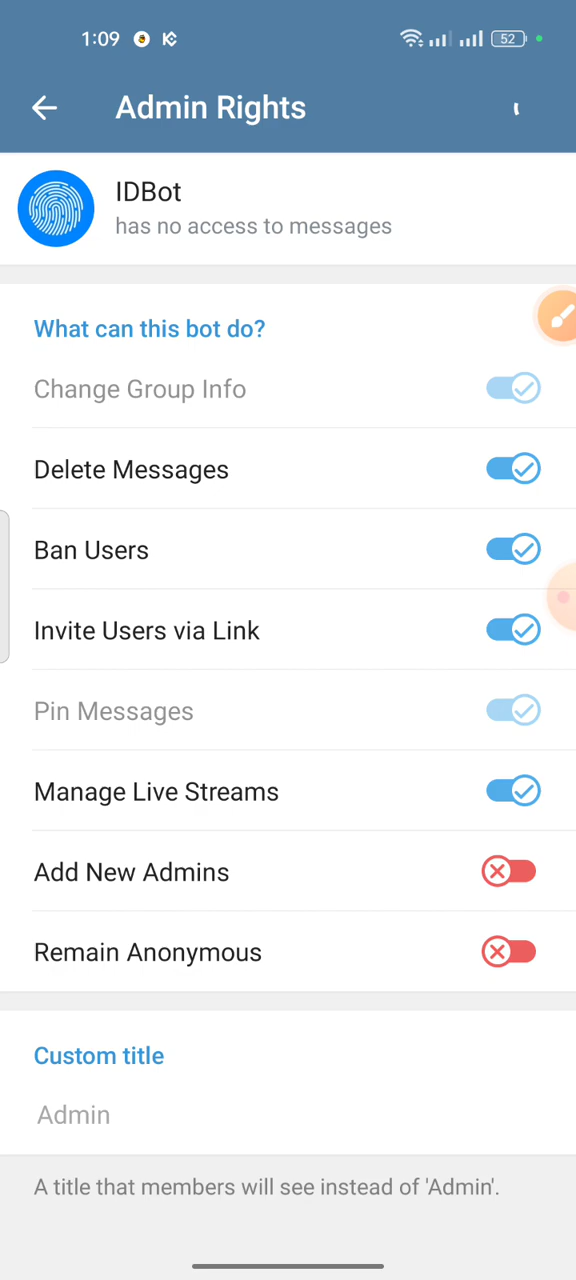 1:09
52
Admin Rights
IDBot
has no access to messages
What can this bot do?
Change Group Info
Delete Messages
Ban Users
Invite Users via Link
Pin Messages
Manage Live Streams
Add New Admins
Remain Anonymous
Custom title
Admin
A title that members will see instead of 'Admin'.